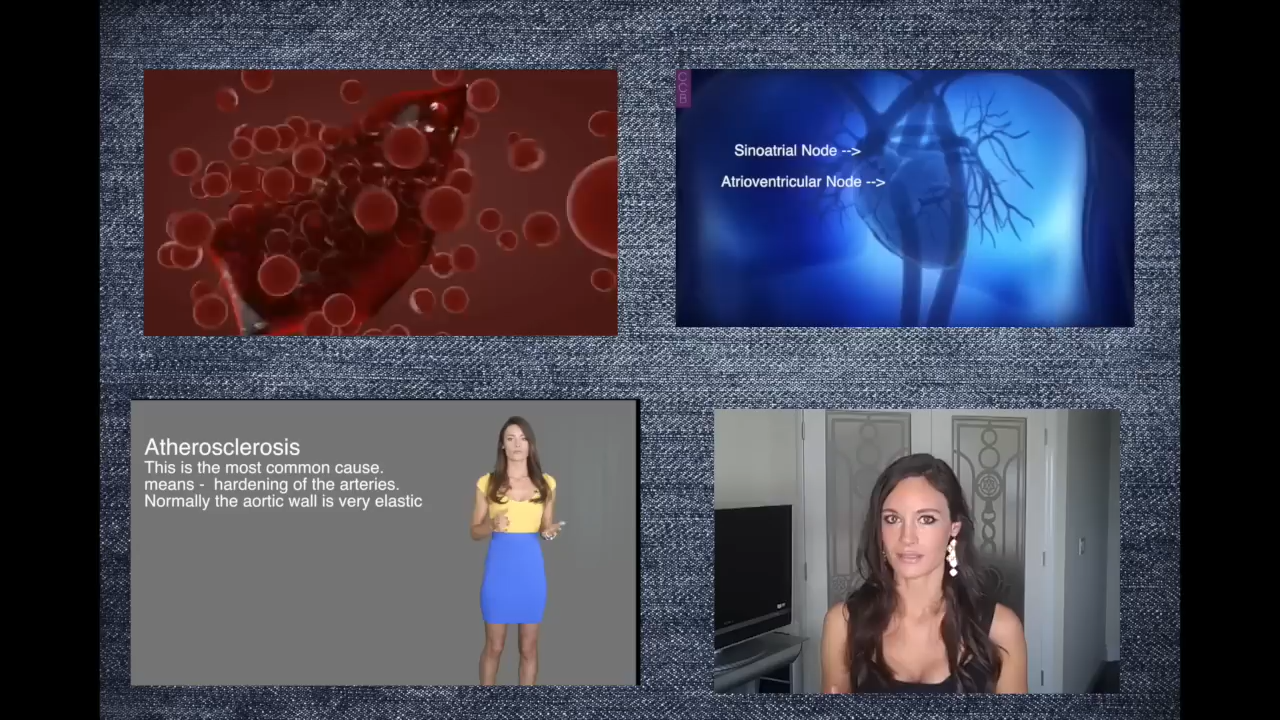 CCB
Sinoatrial Node -->
Atrioventricular Node -->
Atherosclerosis
This is the most common cause.
means - hardening of the arteries.
Normally the aortic wall is very elastic